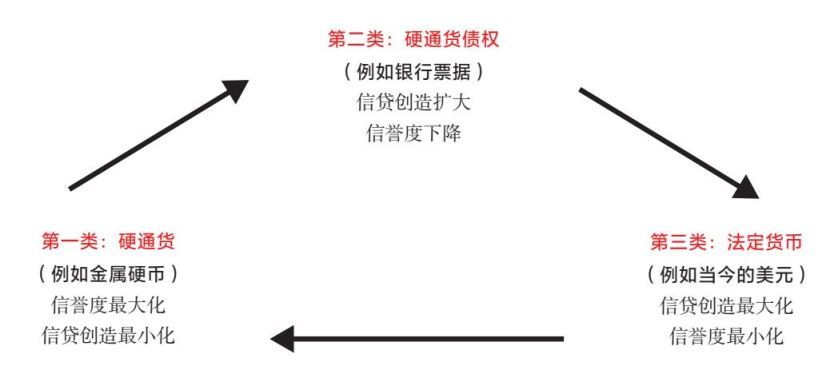 第二类：硬通货债权
（例如银行票据）
信贷创造扩大
信誉度下降
第一类：硬通货
（例如金属硬币）
信誉度最大化
信贷创造最小化
第三类：法定货币
（例如当今的美元）
信贷创造最大化
信誉度最小化